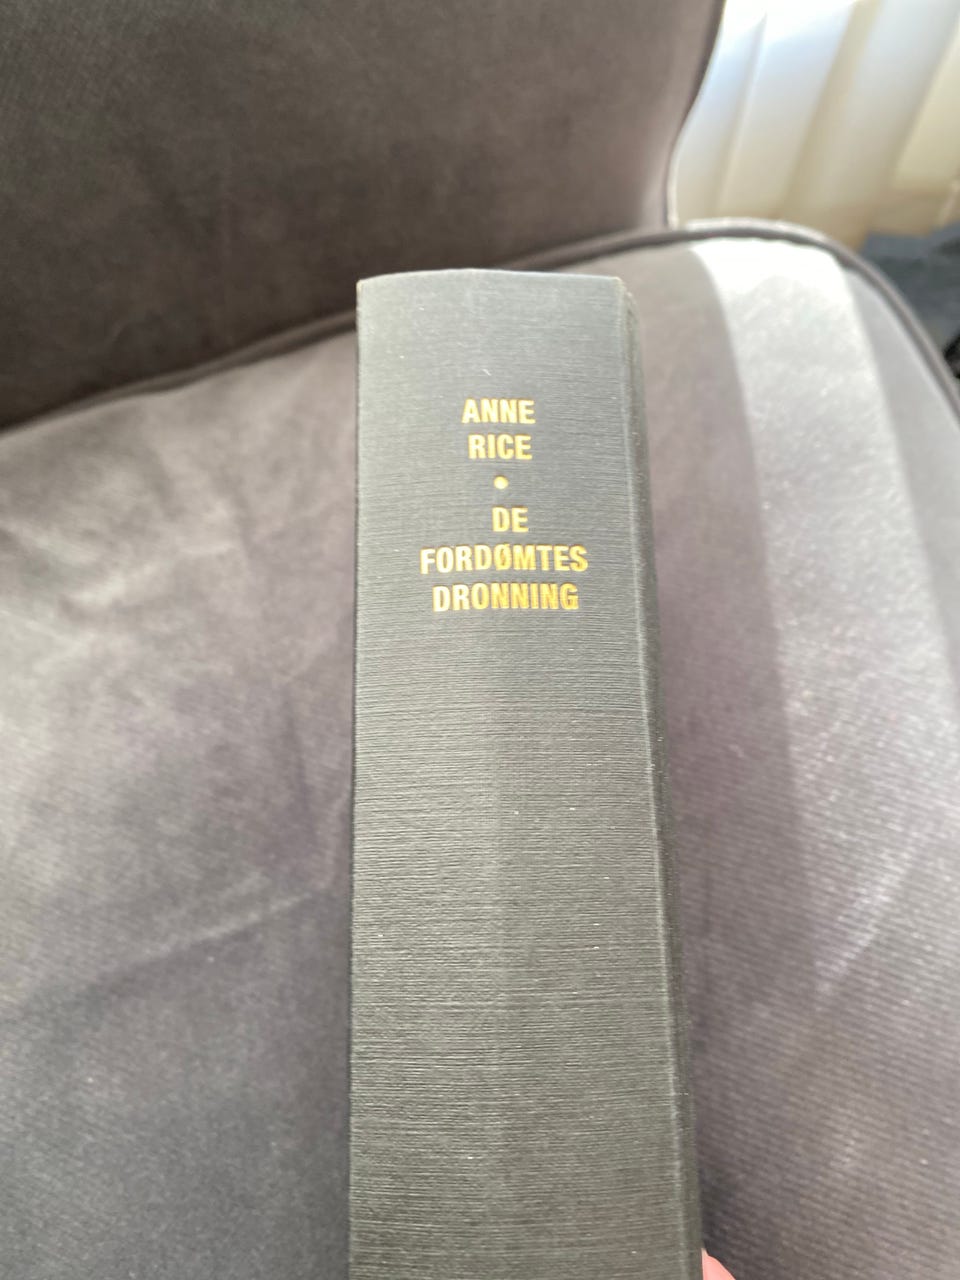 ANNE
RICE
•
DE
FORDØMTES
DRONNING